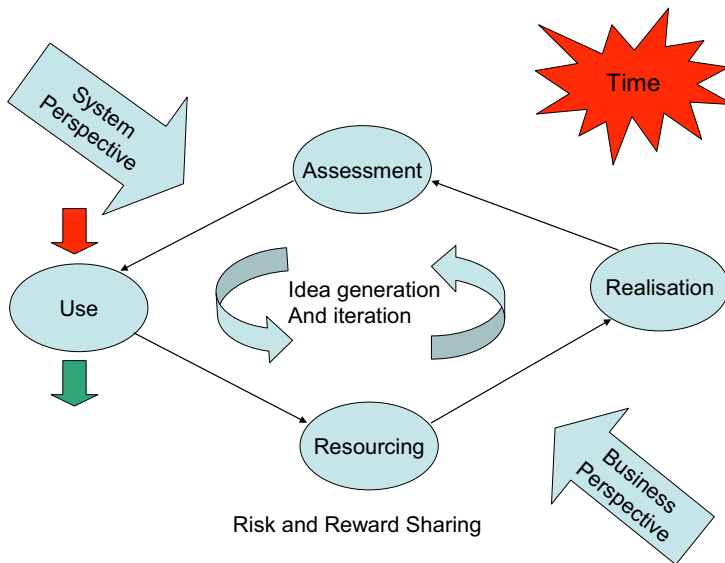 System
Perspective
Time
Assessment
Use
Idea generation
And iteration
Realisation
Resourcing
Business
Perspective
Risk and Reward Sharing